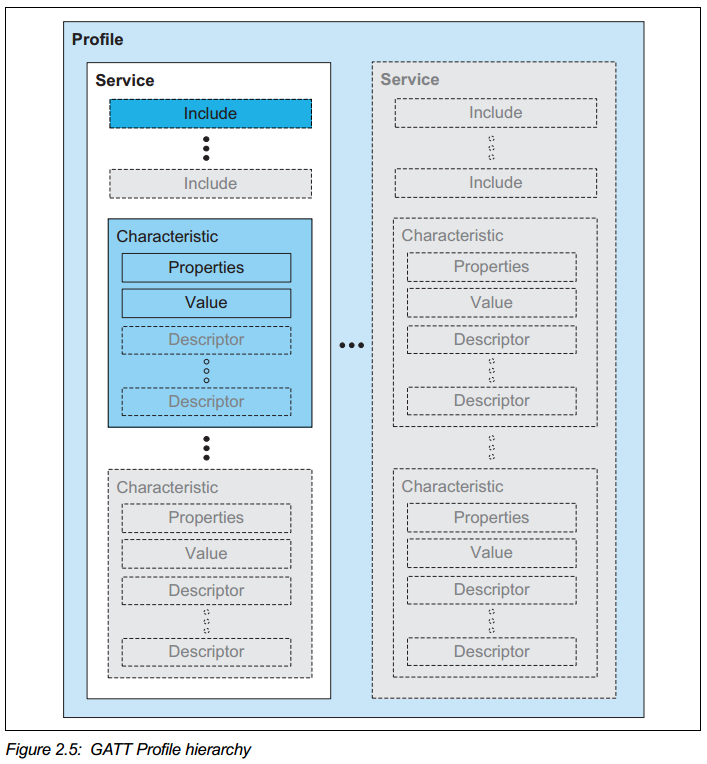 Profile
Service
Include
Include
Characteristic
Properties
Value
Descriptor
Descriptor
Characteristic
Properties
Value
Descriptor
Descriptor
Service
Include
Include
Characteristic
Properties
Value
Descriptor
Descriptor
Characteristic
Properties
Value
Descriptor
Descriptor
Figure 2.5: GATT Profile hierarchy